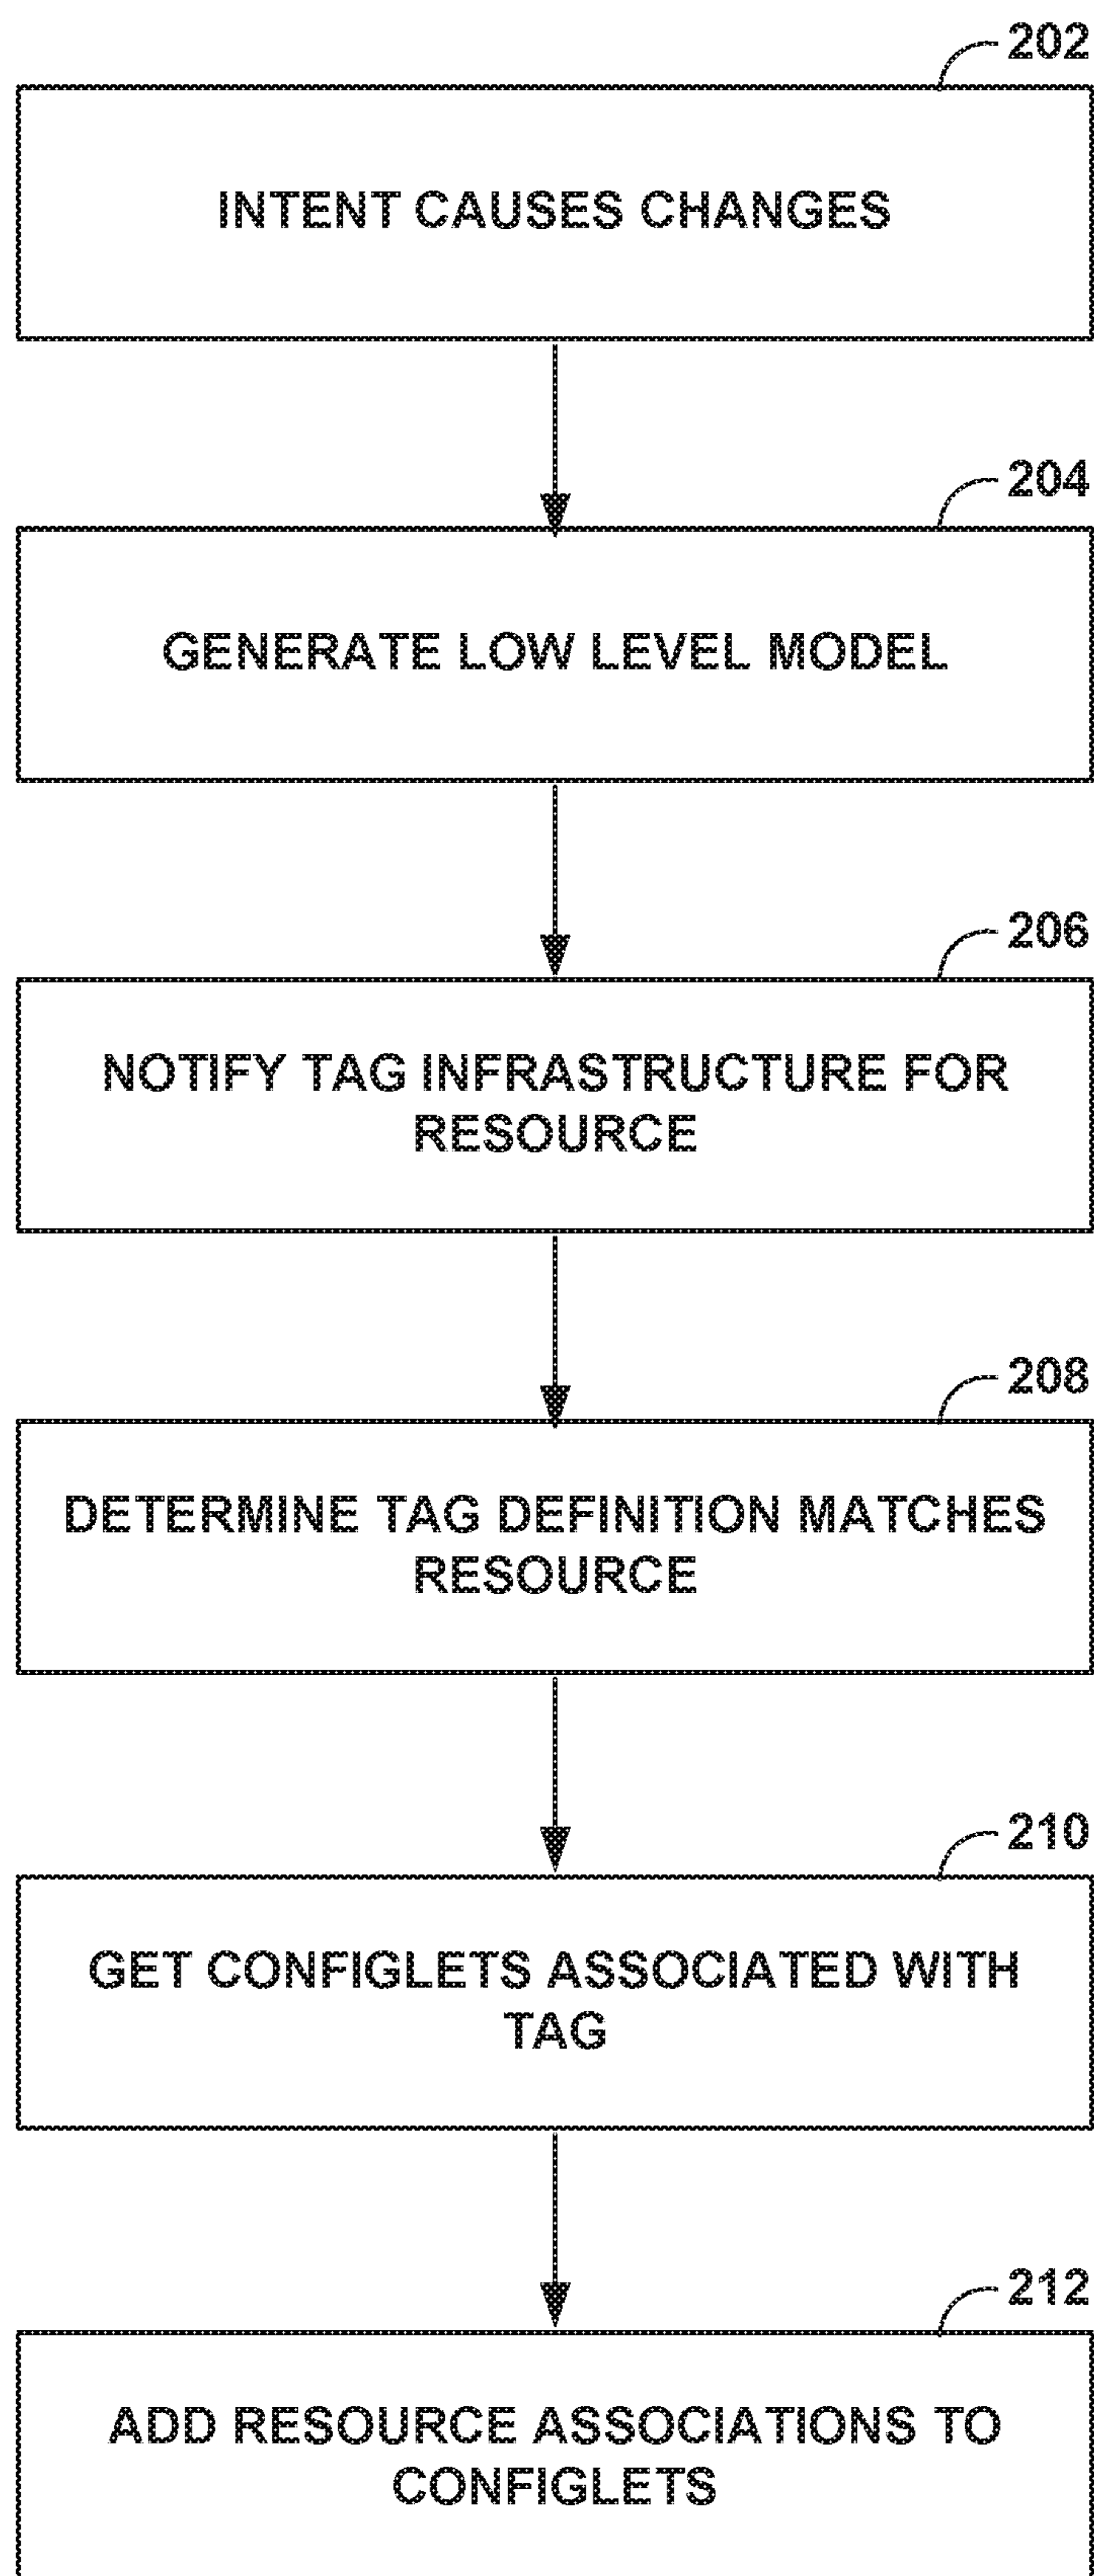 202
INTENT CAUSES CHANGES
204
GENERATE LOW LEVEL MODEL
206
NOTIFY TAG INFRASTRUCTURE FOR
RESOURCE
208
DETERMINE TAG DEFINITION MATCHES
RESOURCE
210
GET CONFIGLETS ASSOCIATED WITH
TAG
212
ADD RESOURCE ASSOCIATIONS TO
CONFIGLETS